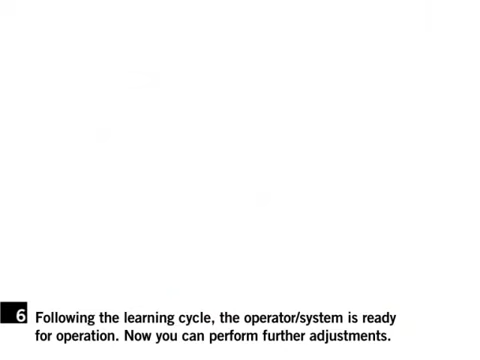 6 Following the learning cycle, the operator/system is ready
for operation. Now you can perform further adjustments.